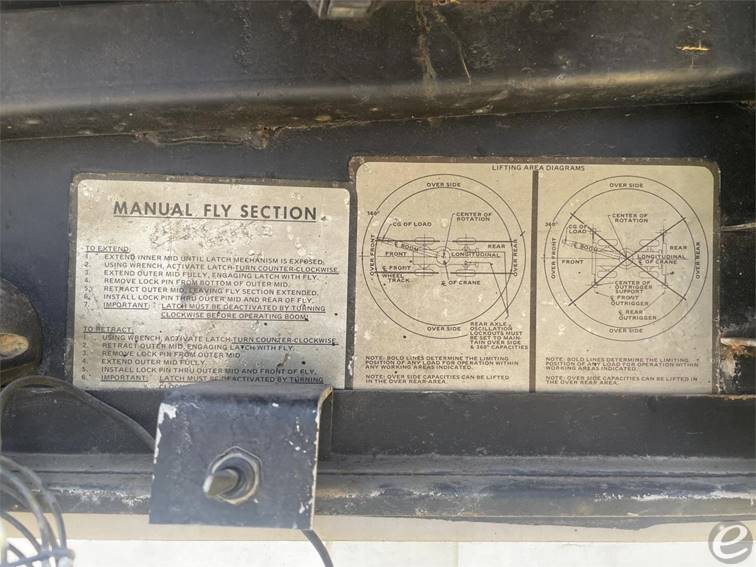 MANUAL FLY SECTION
TO EXTEND:
1. EXTEND INNER MID UNTIL LATCH MECHANISM IS EXPOSED.
2. USING WRENCH, ACTIVATE LATCH-TURN COUNTER-CLOCKWISE.
3. EXTEND OUTER MID FULLY, ENGAGING LATCH WITH FLY.
4. REMOVE LOCK PIN FROM BOTTOM OF OUTER MID.
5. RETRACT OUTER MID, LEAVING FLY SECTION EXTENDED.
6. INSTALL LOCK PIN THRU OUTER MID AND REAR OF FLY.
7. IMPORTANT: LATCH MUST BE DEACTIVATED BY TURNING
CLOCKWISE BEFORE OPERATING BOOM.
TO RETRACT:
1. USING WRENCH, ACTIVATE LATCH-TURN COUNTER-CLOCKWISE.
2. RETRACT OUTER MID, ENGAGING LATCH WITH FLY.
3. REMOVE LOCK PIN FROM OUTER MID
4. EXTEND OUTER MID FULLY.
5. INSTALL LOCK PIN THRU OUTER MID AND FRONT OF FLY.
6. IMPORTANT: LATCH MUST BE DEACTIVATED BY TURNING
LIFTING AREA DIAGRAMS
OVER SIDE
360°
CG OF LOAD
CENTER OF
ROTATION
OVER FRONT
℄ BOOM
REAR
FRONT
LONGITUDINAL
℄ OF CRANE
℄ FRONT
WHEEL
TRACK
OVER REAR
OVER SIDE
REAR AXLE
OSCILLATION
LOCKOUTS MUST
BE SET TO MAIN-
TAIN OVER SIDE
& 360° CAPACITIES
NOTE: BOLD LINES DETERMINE THE LIMITING
POSITION OF ANY LOAD FOR OPERATION WITHIN
ANY WORKING AREAS INDICATED.
NOTE: OVER SIDE CAPACITIES CAN BE LIFTED
IN THE OVER REAR-AREA.
OVER SIDE
360°
CENTER OF
ROTATION
CG OF
LOAD
OVER FRONT
℄ BOOM
REAR
FRONT
LONGITUDINAL
℄ OF CRANE
CENTER OF
OUTRIGGER
SUPPORT
℄ FRONT
OUTRIGGER
℄ REAR
OUTRIGGER
OVER REAR
OVER SIDE
NOTE: BOLD LINES DETERMINE THE LIMITING
POSITION OF ANY LOAD FOR OPERATION WITHIN
WORKING AREAS INDICATED.
NOTE: OVER SIDE CAPACITIES CAN BE LIFTED IN
THE OVER REAR AREA.
e